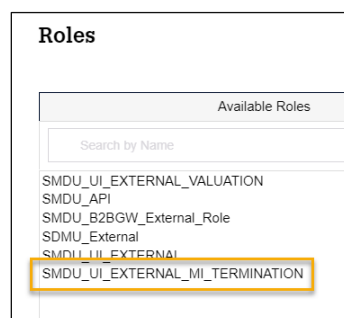 Roles
Available Roles
Search by Name
SMDU_UI_EXTERNAL_VALUATION
SMDU_API
SMDU_B2BGW_External_Role
SDMU_External
SMDU_UI_EXTERNAL
SMDU_UI_EXTERNAL_MI_TERMINATION